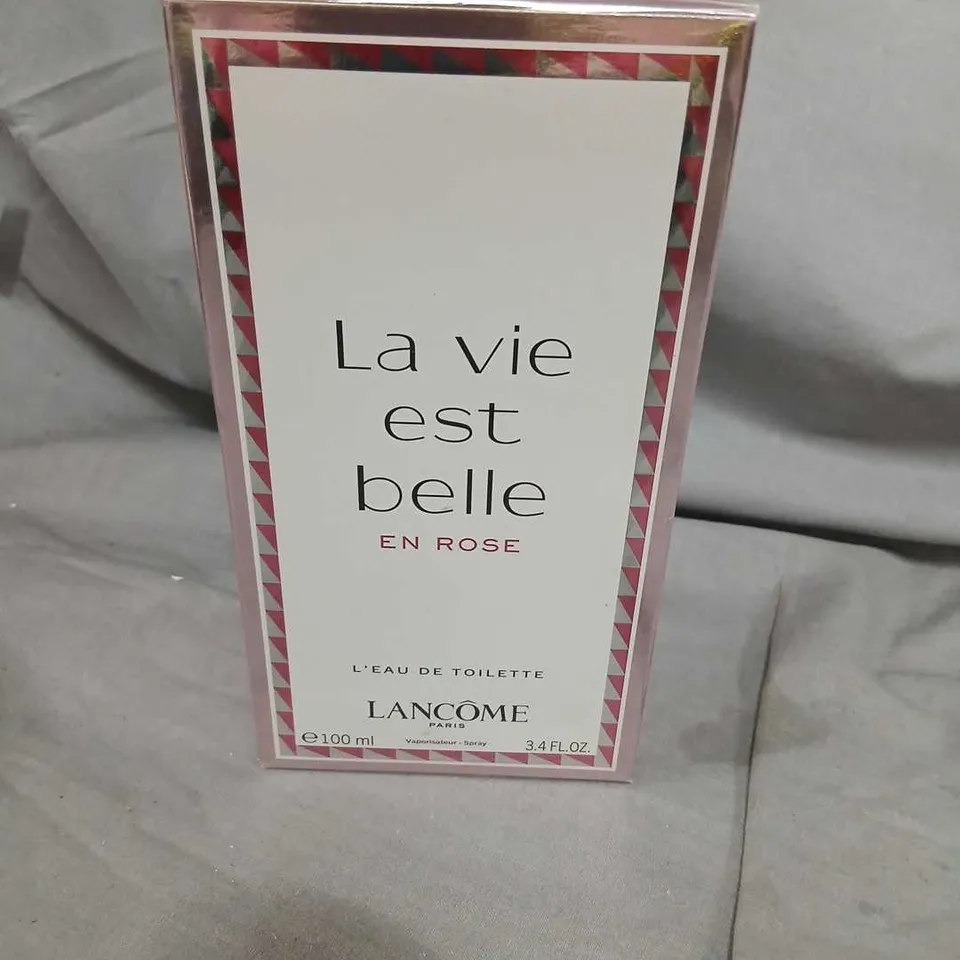 La vie
est
belle
EN ROSE
L'EAU DE TOILETTE
LANCÔME
PARIS
℮100 ml Vaporisateur - Spray 3.4 FL.OZ.